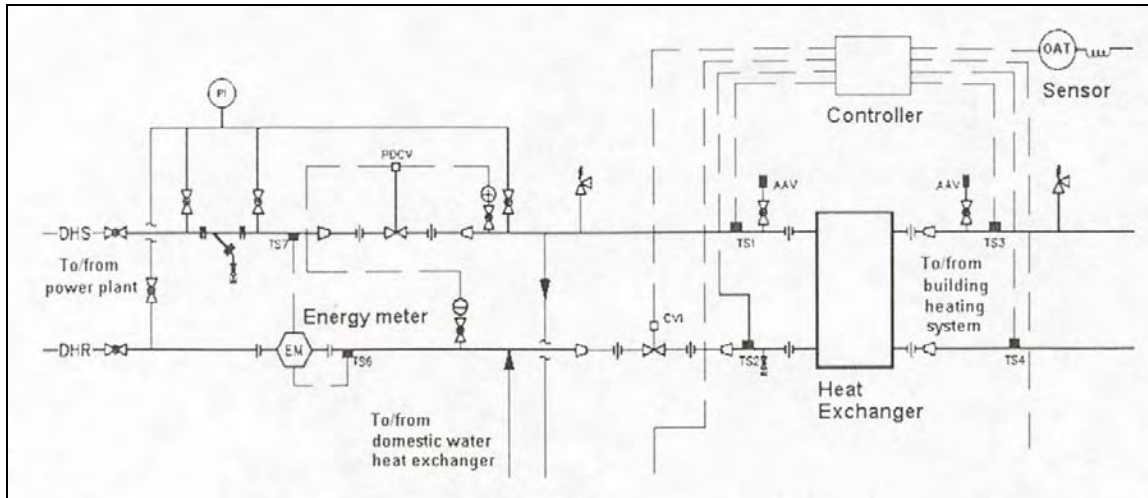 OAT
Sensor
Controller
PI
PDCV
AAV
AAV
DHS
TS7
TS1
TS3
To/from
power plant
Energy meter
To/from
building
heating
system
CV1
DHR
EM
TS6
TS2
TS4
Heat
Exchanger
To/from
domestic water
heat exchanger